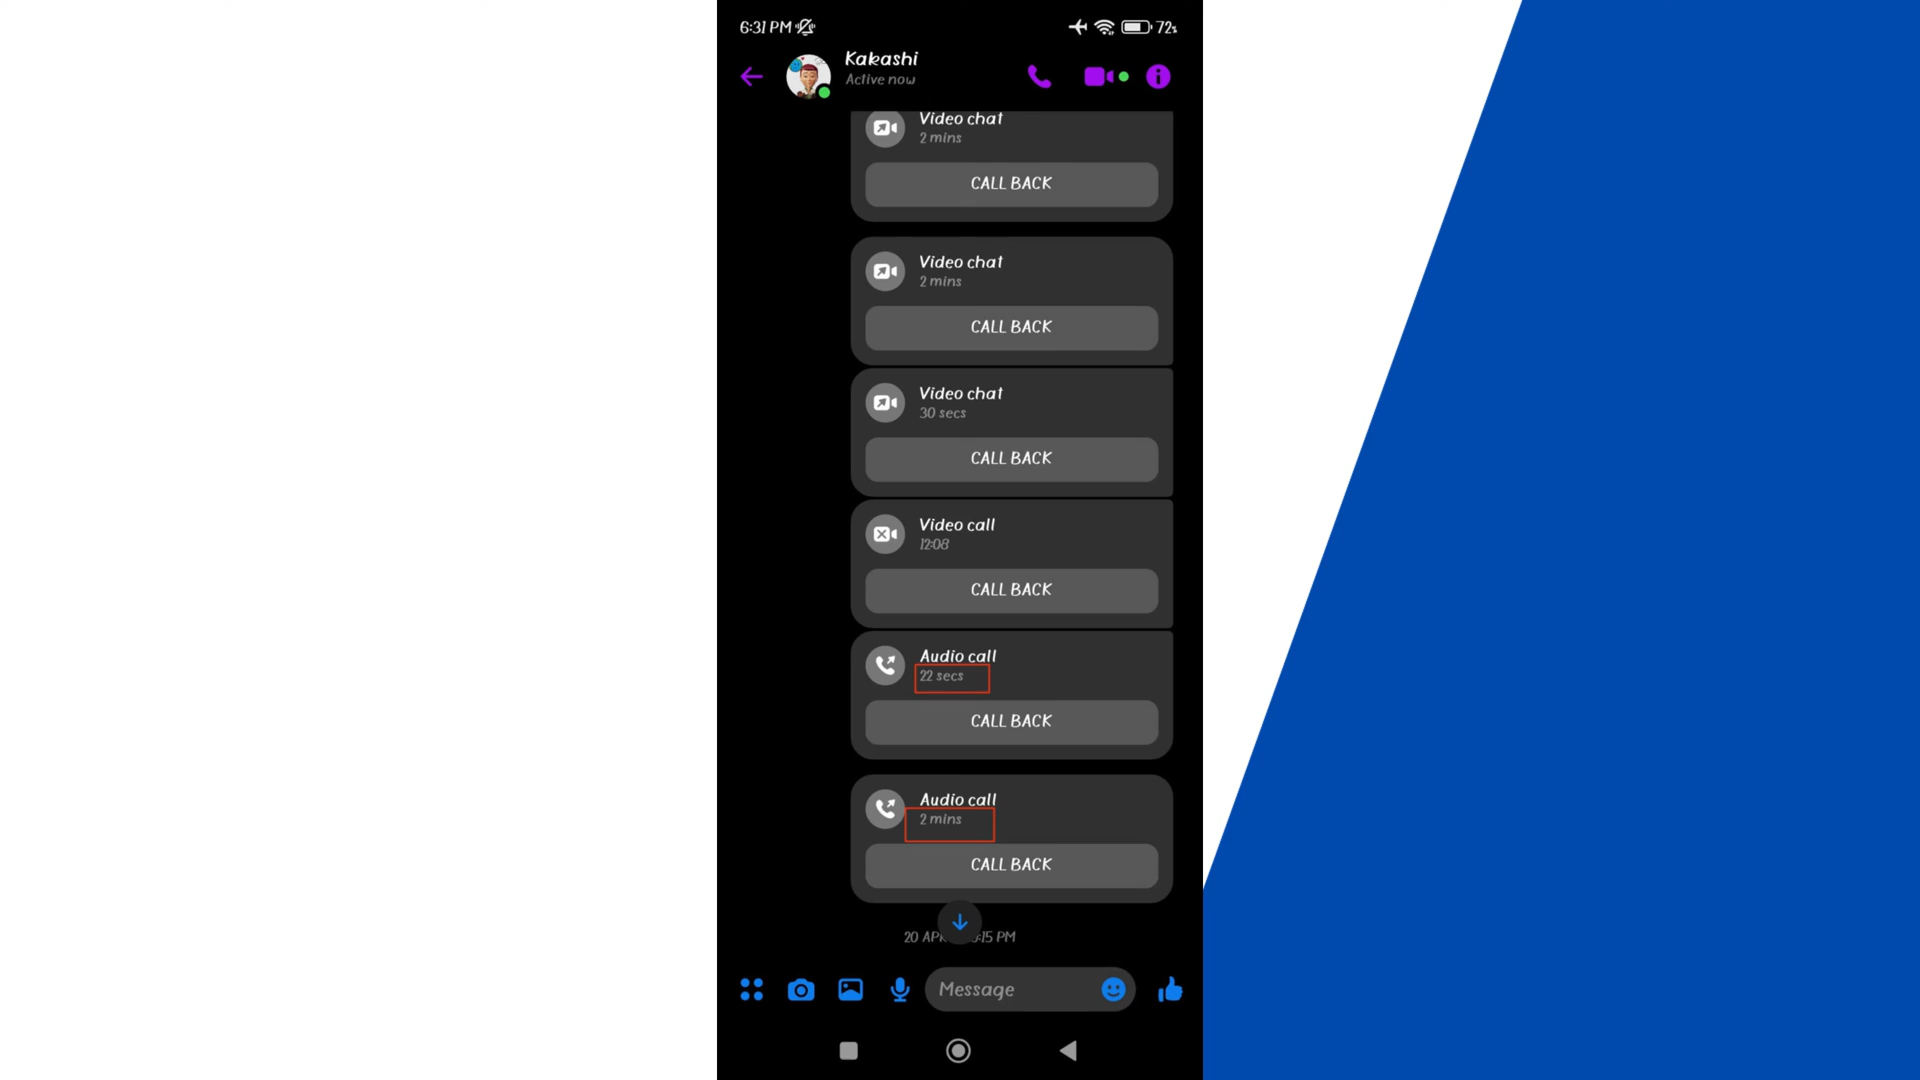 6:31 PM
72%
Kakashi
Active now
Video chat
2 mins
CALL BACK
Video chat
2 mins
CALL BACK
Video chat
30 secs
CALL BACK
Video call
12:08
CALL BACK
Audio call
22 secs
CALL BACK
Audio call
2 mins
CALL BACK
20 APR
15 PM
Message